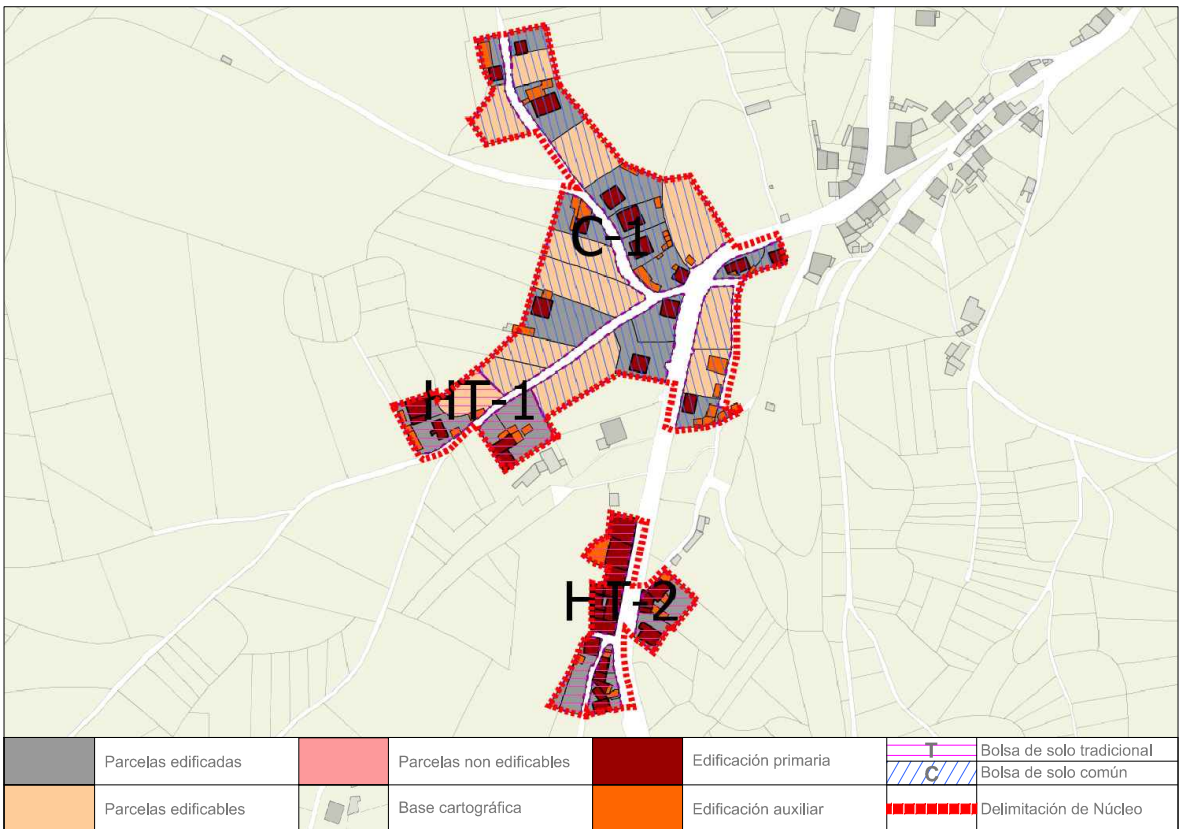 C-1
HT-1
HT-2
Parcelas edificadas
Parcelas non edificables
Edificación primaria
T
Bolsa de solo tradicional
C
Bolsa de solo común
Parcelas edificables
Base cartográfica
Edificación auxiliar
Delimitación de Núcleo